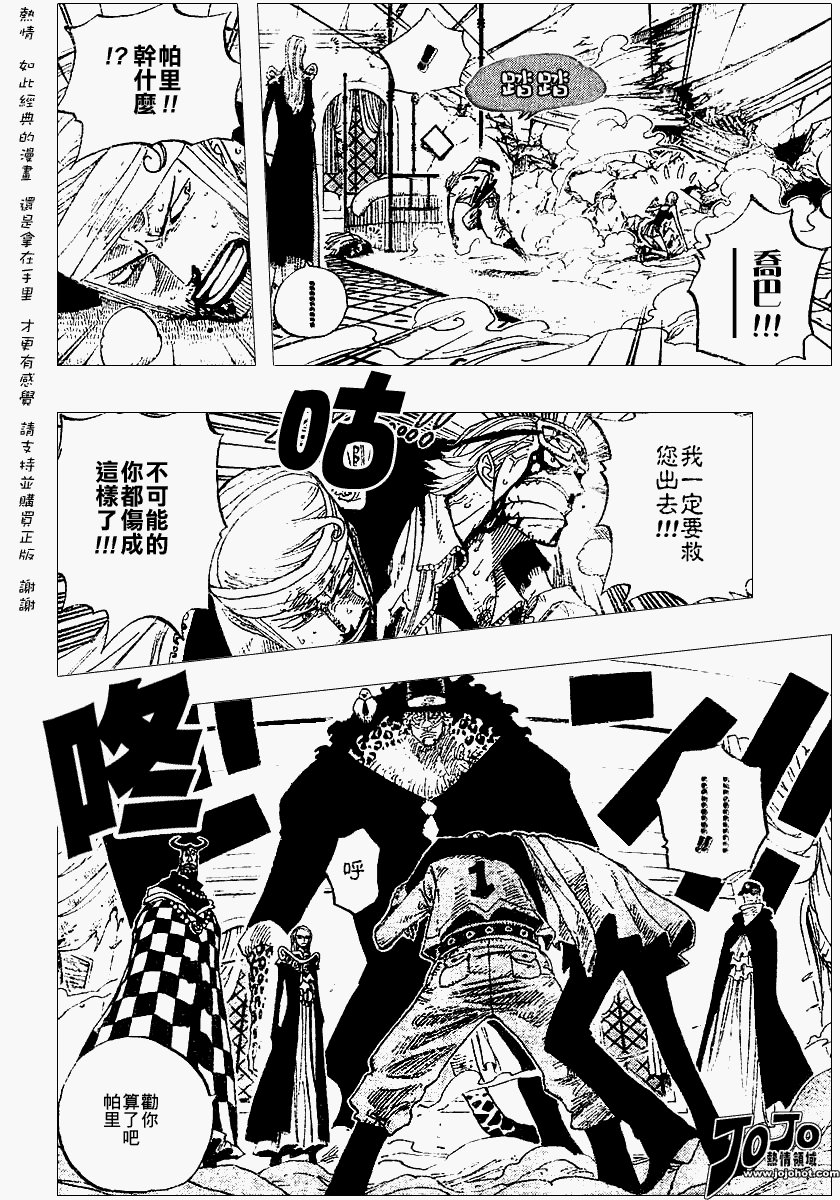 喬巴!!!
踏踏
!!
………
帕里!!
幹什麼
!?
我一定要救
您出去!!!
咕
不可能的
你都傷成
這樣了!!!
咚
…………!!
呼
1
勸你
算了吧
帕里
熱情 如此經典的漫畫 還是拿在手里 才更有感覺 請支持並購買正版 謝謝
JOJO
熱情領域
www.jojohot.com